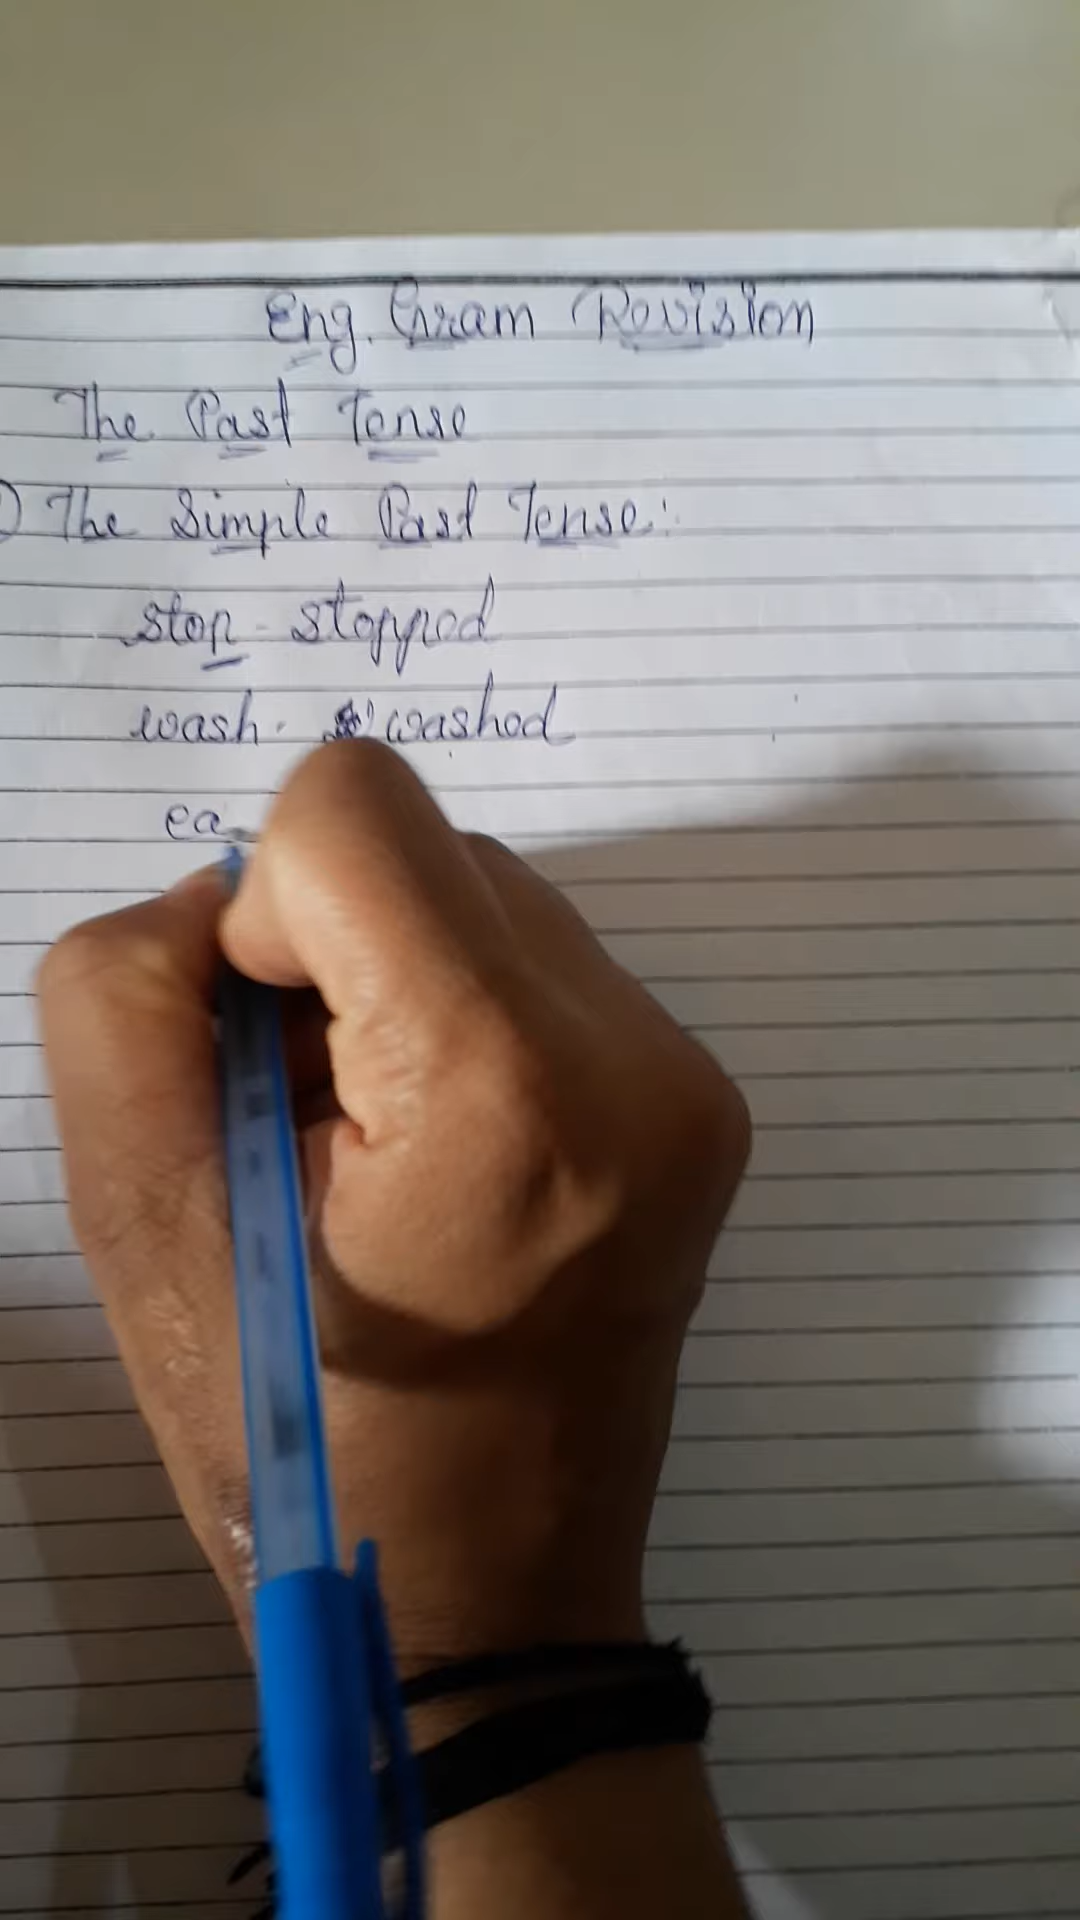 Eng. Gram Revision
The Past Tense
) The Simple Past Tense:
stop - stopped
wash - washed
ea